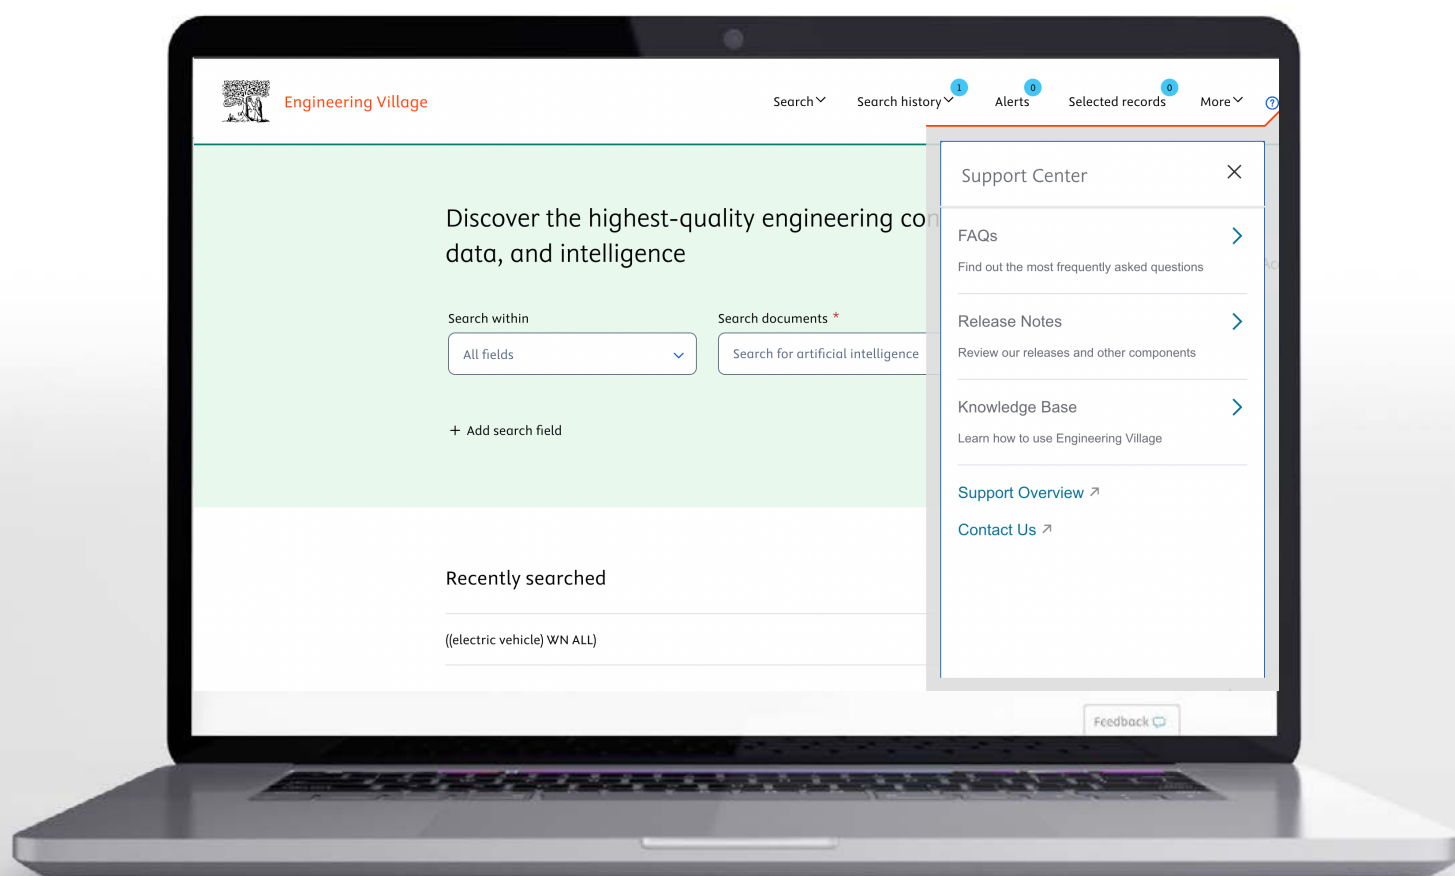 Engineering Village
Search
Search history
1
Alerts
0
Selected records
0
More
?
Discover the highest-quality engineering con
data, and intelligence
Search within
Search documents *
All fields
Search for artificial intelligence
+ Add search field
Recently searched
((electric vehicle) WN ALL)
Support Center
FAQs
Find out the most frequently asked questions
Release Notes
Review our releases and other components
Knowledge Base
Learn how to use Engineering Village
Support Overview
Contact Us
Feedback